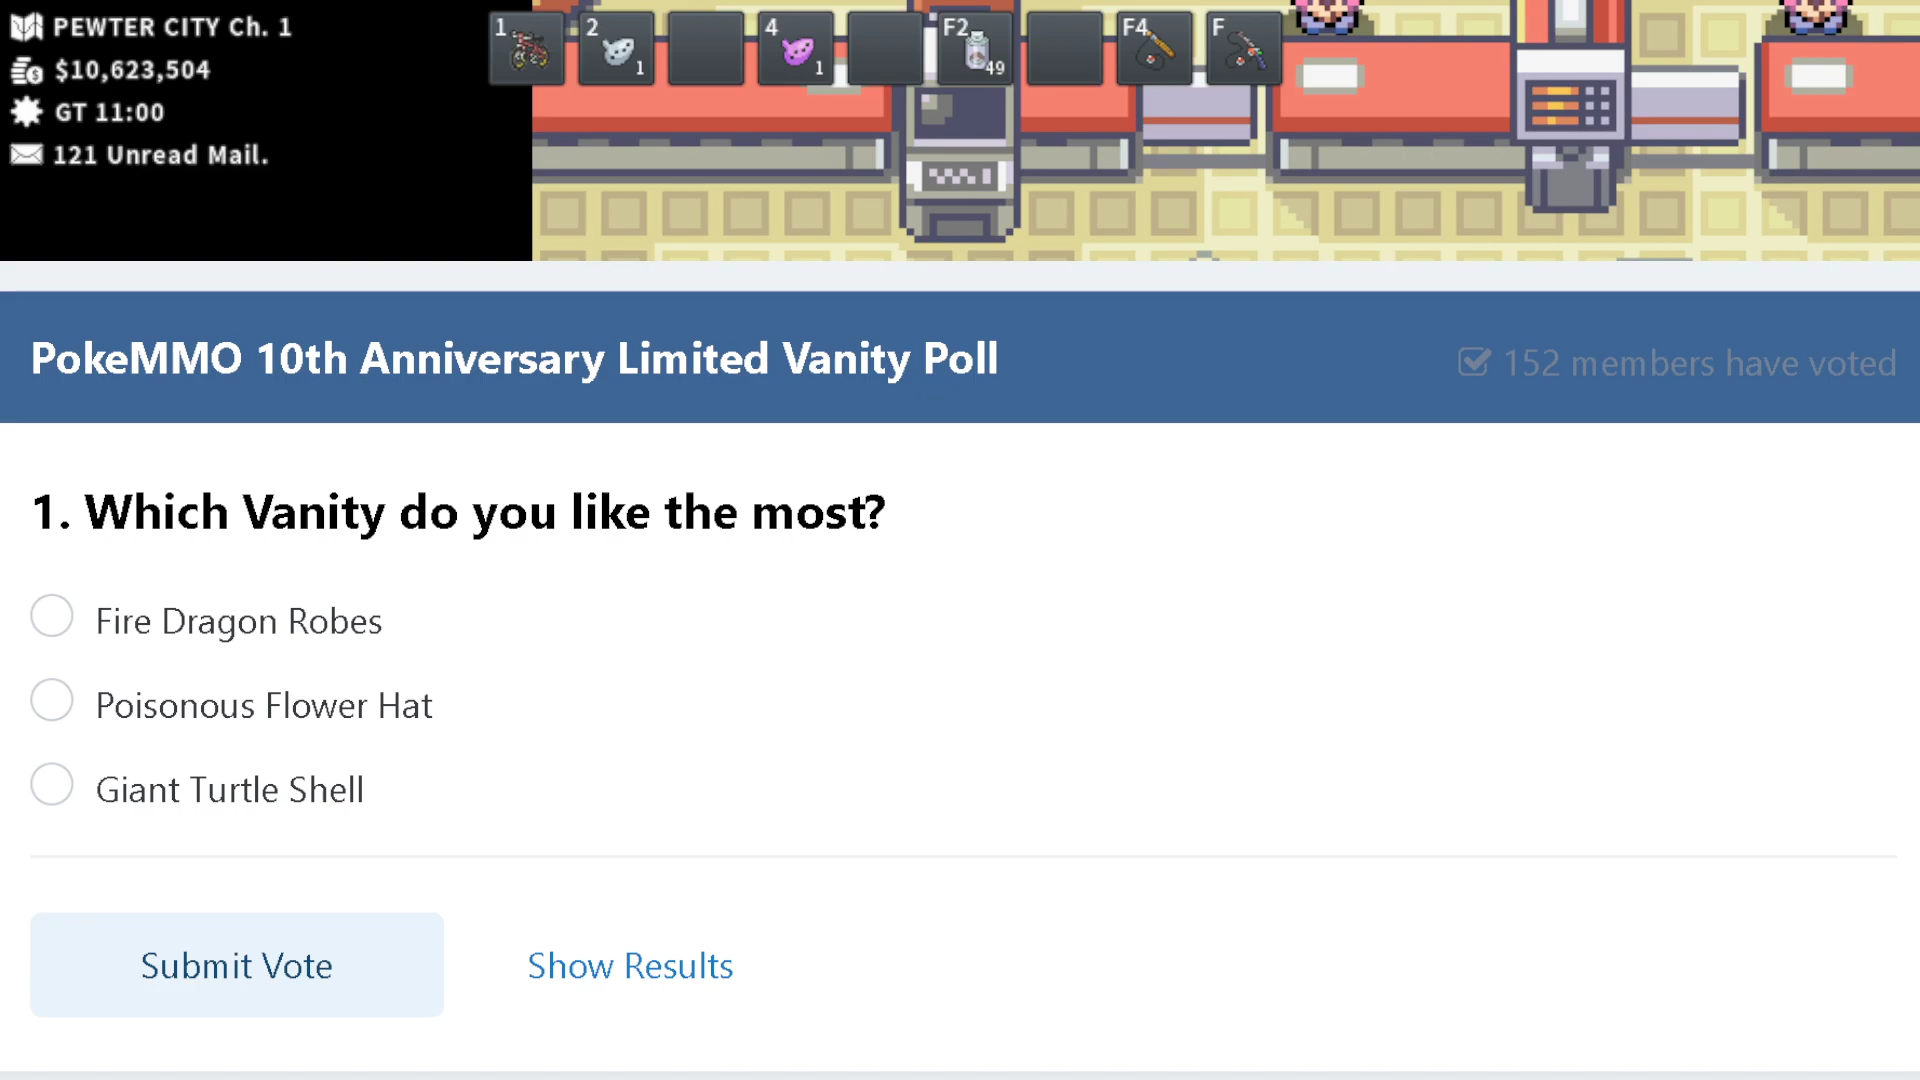 PEWTER CITY Ch. 1
$10,623,504
GT 11:00
121 Unread Mail.
1
2
1
4
1
F2
49
F4
F
PokeMMO 10th Anniversary Limited Vanity Poll
152 members have voted
1. Which Vanity do you like the most?
Fire Dragon Robes
Poisonous Flower Hat
Giant Turtle Shell
Submit Vote
Show Results